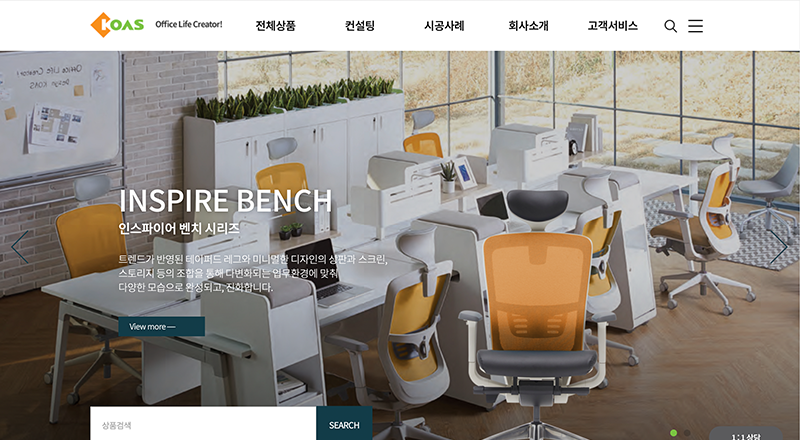 KOAS
Office Life Creator!
전체상품
컨설팅
시공사례
회사소개
고객서비스
Office Life Creator!
Design KOAS
INSPIRE BENCH
인스파이어 벤치 시리즈
트렌드가 반영된 테이퍼드 레그와 미니멀한 디자인의 상판과 스크린,
스토리지 등의 조합을 통해 다변화되는 업무환경에 맞춰
다양한 모습으로 완성되고, 진화합니다.
View more —
상품검색
SEARCH
1 : 1 상담